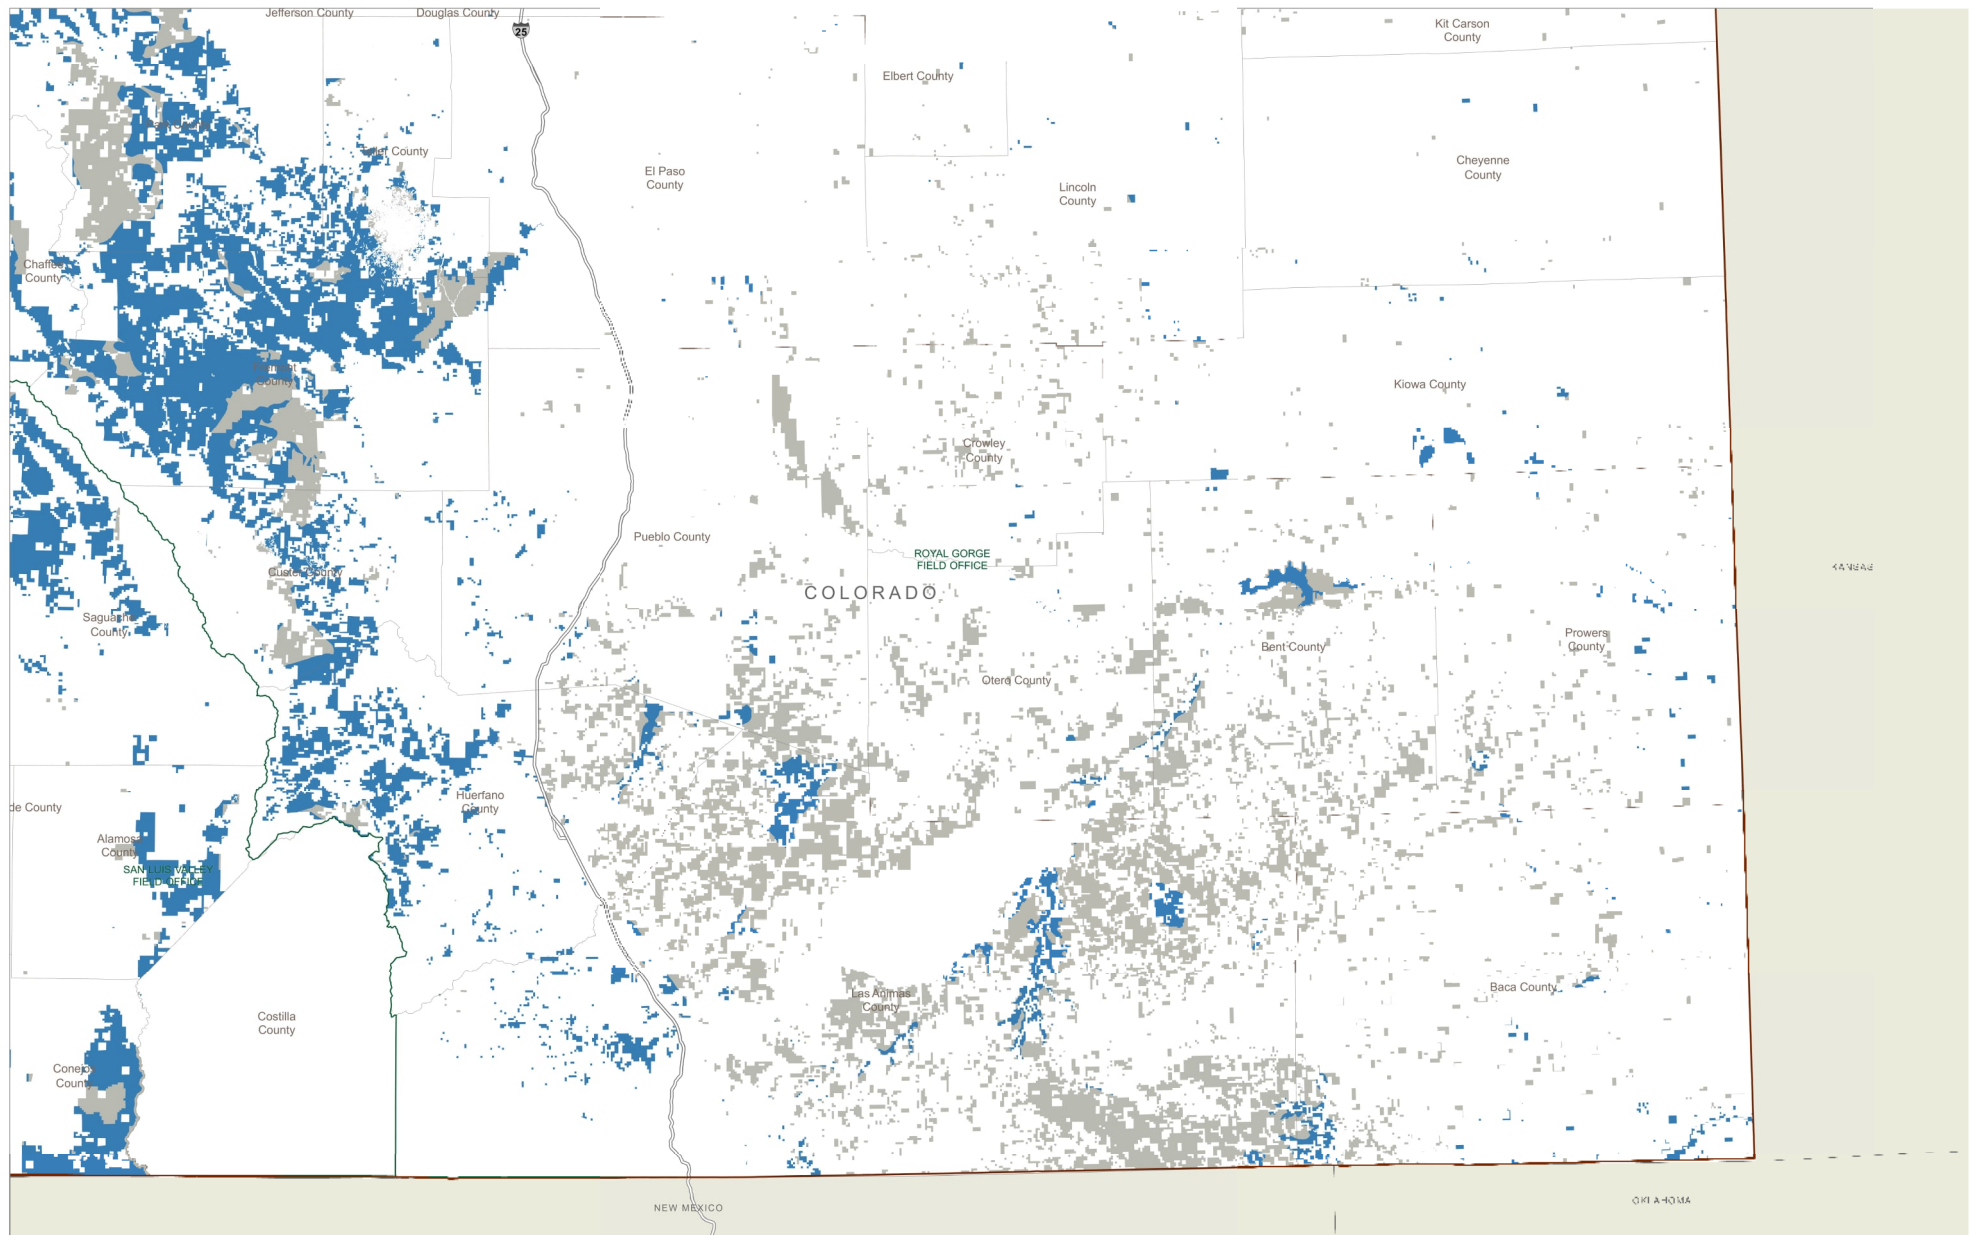 Jefferson County
Douglas County
25
Kit Carson
County
Elbert County
Teller County
El Paso
County
Cheyenne
County
Lincoln
County
Chaffee
County
Fremont
County
Kiowa County
Crowley
County
Pueblo County
ROYAL GORGE
FIELD OFFICE
COLORADO
KANSAS
Custer County
Saguache
County
Prowers
County
Bent County
Otero County
de County
Huerfano
County
Alamosa
County
SAN LUIS VALLEY
FIELD OFFICE
Las Animas
County
Baca County
Costilla
County
Conejos
County
NEW MEXICO
OKLAHOMA